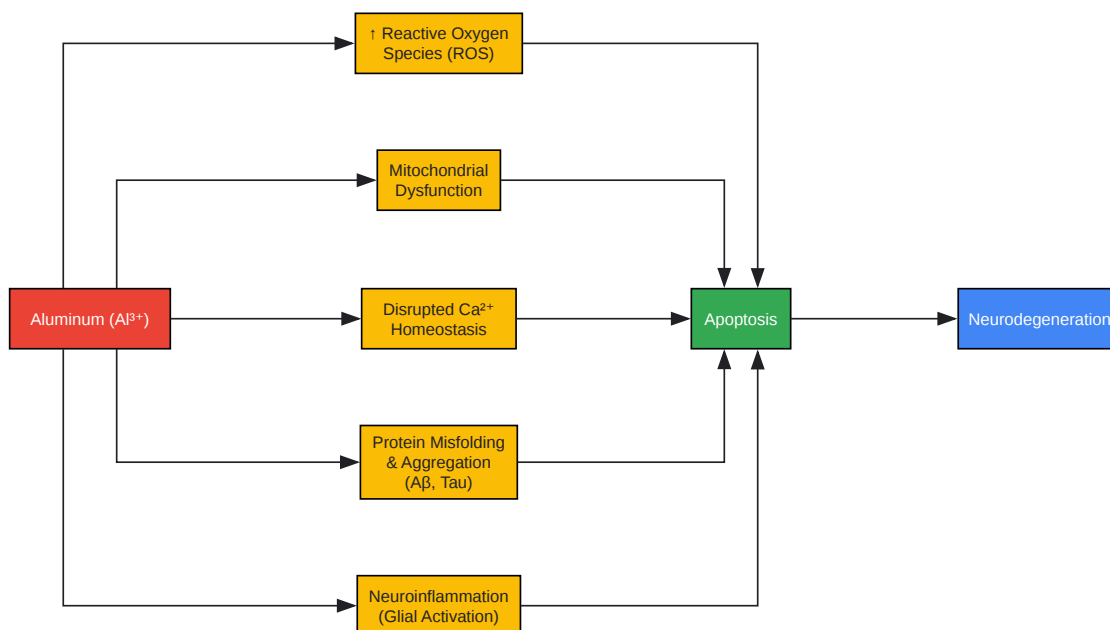 ↑ Reactive Oxygen
Species (ROS)
Mitochondrial
Dysfunction
Aluminum (Al³⁺)
Disrupted Ca²⁺
Homeostasis
Apoptosis
Neurodegeneration
Protein Misfolding
& Aggregation
(Aβ, Tau)
Neuroinflammation
(Glial Activation)